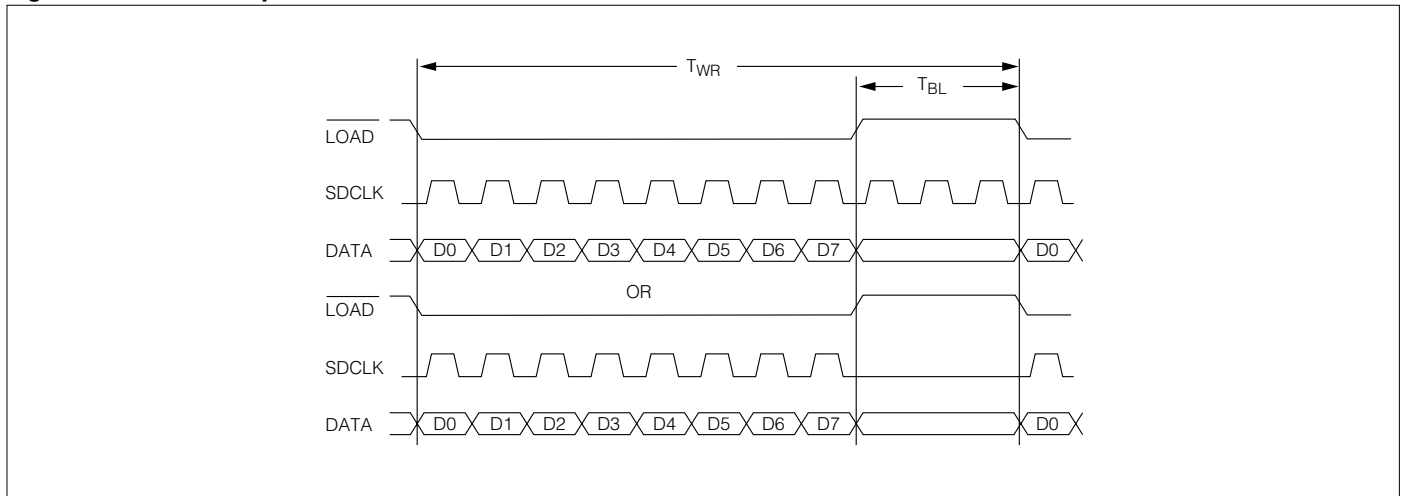 TWR
TBL
LOAD
SDCLK
DATA D0 D1 D2 D3 D4 D5 D6 D7 D0
OR
LOAD
SDCLK
DATA D0 D1 D2 D3 D4 D5 D6 D7 D0